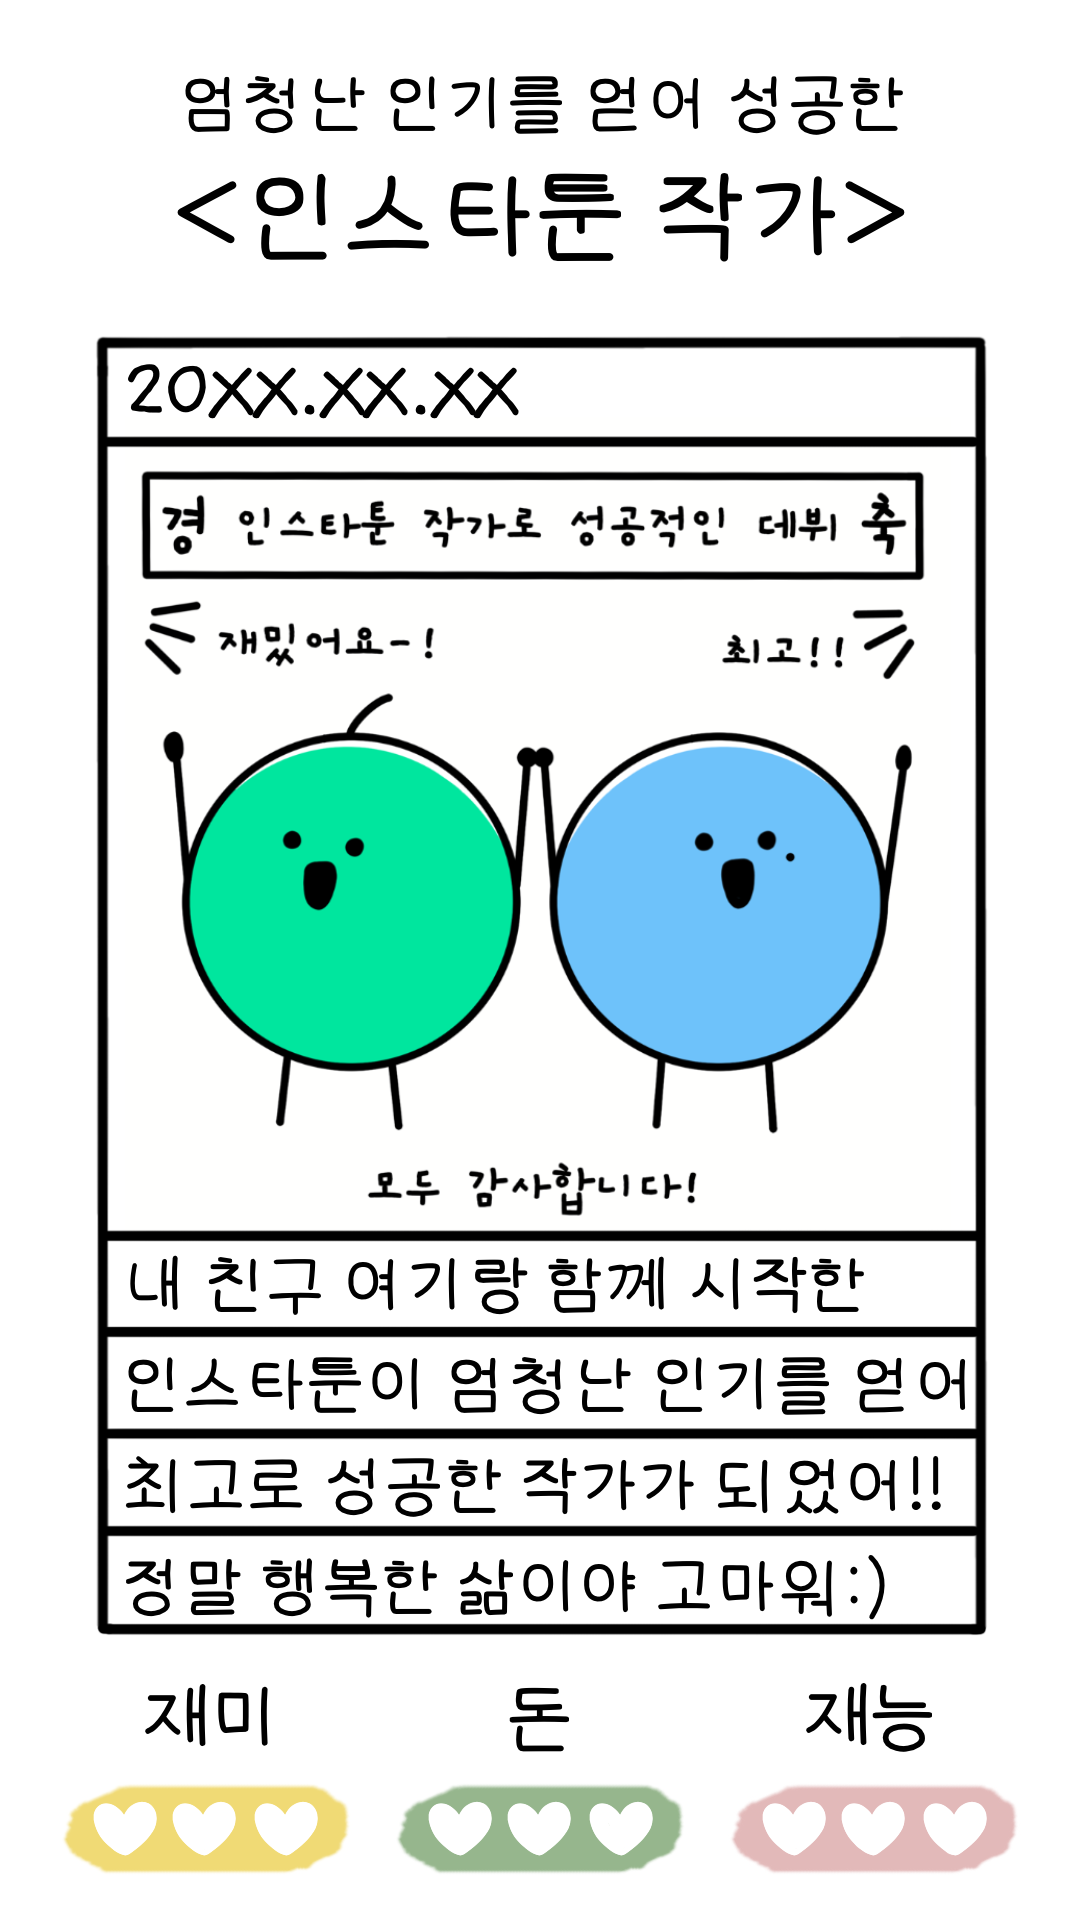 엄청난 인기를 얻어 성공한
<인스타툰 작가>
20XX.XX.XX
경 인스타툰 작가로 성공적인 데뷔 축
재밌어요-!
최고!!
모두 감사합니다!
내 친구 여기랑 함께 시작한
인스타툰이 엄청난 인기를 얻어
최고로 성공한 작가가 되었어!!
정말 행복한 삶이야 고마워:)
재미 돈 재능